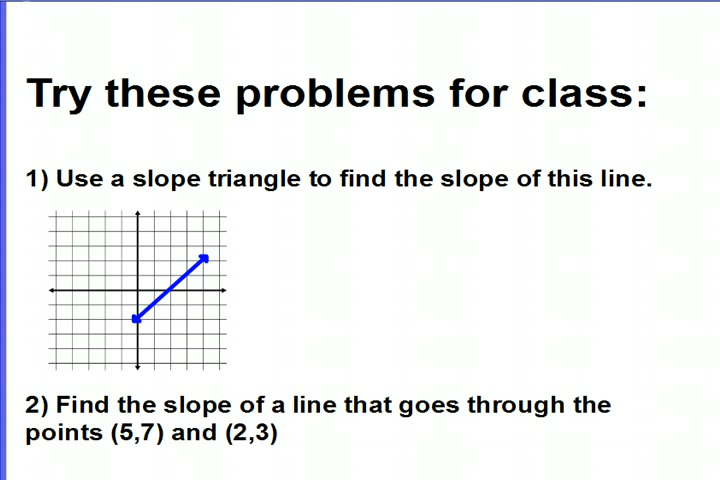 Try these problems for class:
1) Use a slope triangle to find the slope of this line.
2) Find the slope of a line that goes through the
points (5,7) and (2,3)